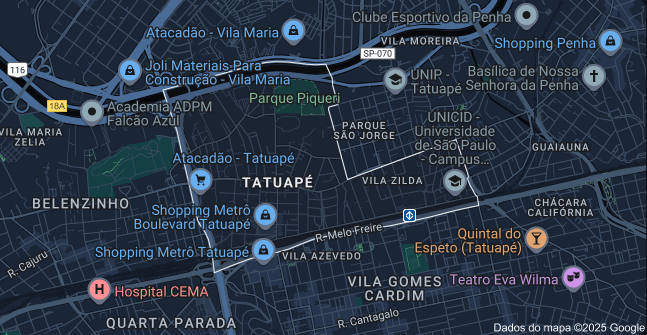 Clube Esportivo da Penha
Atacadão - Vila Maria
VILA MOREIRA
Shopping Penha
SP-070
116
Joli Materiais Para
Construção - Vila Maria
UNIP -
Tatuapé
Basílica de Nossa
Senhora da Penha
Parque Piqueri
18A
Academia ADPM
Falcão Azul
UNICID -
Universidade
de São Paulo
- Campus...
PARQUE
SÃO JORGE
VILA MARIA
ZELIA
GUAIAUNA
Atacadão - Tatuapé
TATUAPÉ
VILA ZILDA
BELENZINHO
CHÁCARA
CALIFÓRNIA
Shopping Metrô
Boulevard Tatuapé
R. Melo Freire
Quintal do
Espeto (Tatuapé)
Shopping Metrô Tatuapé
VILA AZEVEDO
R. Cajuru
VILA GOMES
CARDIM
Teatro Eva Wilma
H
Hospital CEMA
QUARTA PARADA
R. Cantagalo
Dados do mapa ©2025 Google